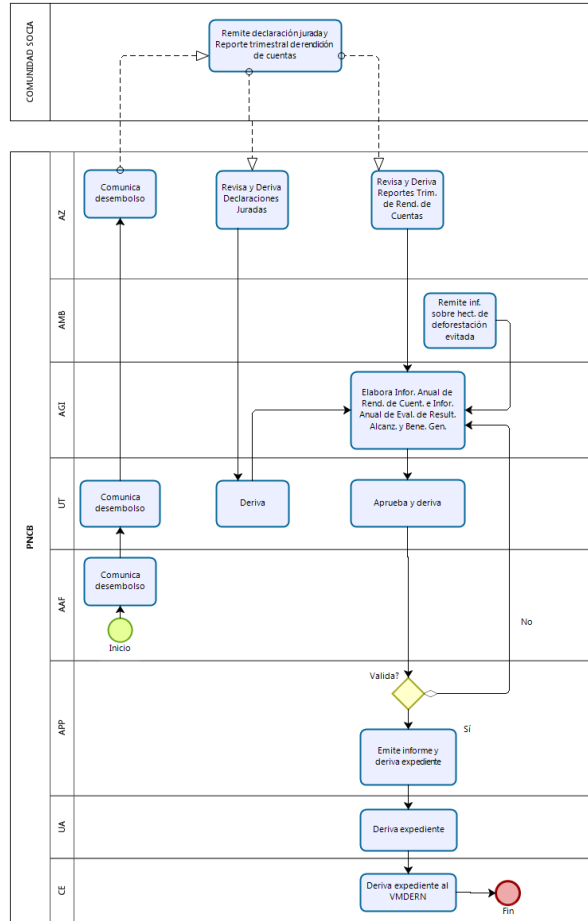 COMUNIDAD SOCIA
Remite declaración jurada y
Reporte trimestral de rendición
de cuentas
PNCB
AZ
Comunica
desembolso
Revisa y Deriva
Declaraciones
Juradas
Revisa y Deriva
Reportes Trim.
de Rend. de
Cuentas
AMB
Remite inf.
sobre hect. de
deforestación
evitada
AGI
Elabora Infor. Anual de
Rend. de Cuent. e Infor.
Anual de Eval. de Result.
Alcanz. y Bene. Gen.
UT
Comunica
desembolso
Deriva
Aprueba y deriva
AAF
Comunica
desembolso
Inicio
No
APP
Valida?
Sí
Emite informe y
deriva expediente
UA
Deriva expediente
CE
Deriva expediente al
VMDERN
Fin